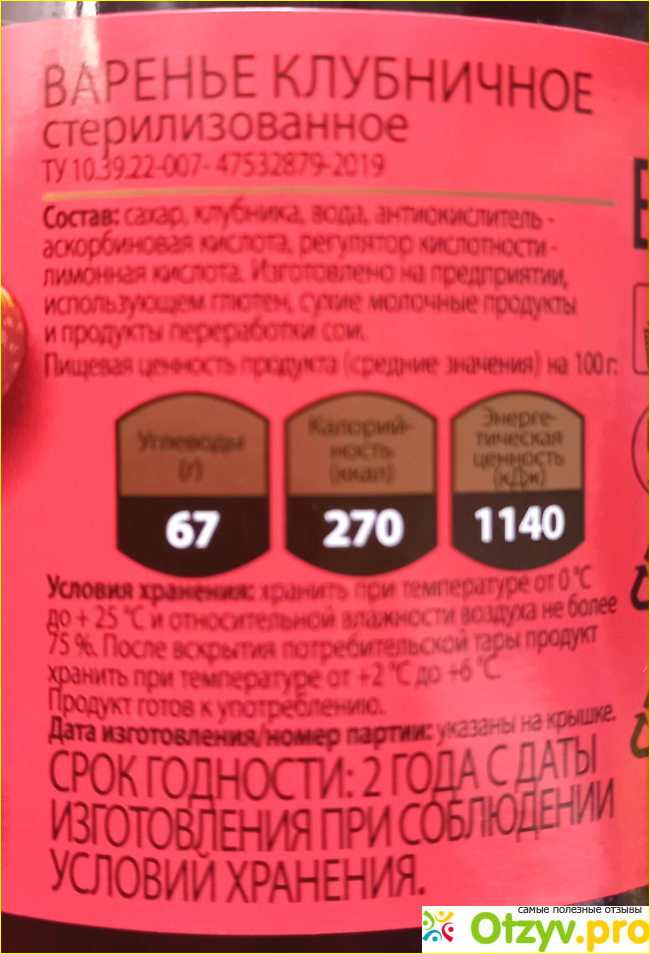 ВАРЕНЬЕ КЛУБНИЧНОЕ
стерилизованное
ТУ 10.39.22-007- 47532879-2019
Состав: сахар, клубника, вода, антиокислитель -
аскорбиновая кислота, регулятор кислотности -
лимонная кислота. Изготовлено на предприятии,
использующем глютен, сухие молочные продукты
и продукты переработки сои.
Пищевая ценность продукта (средние значения) на 100 г:
Углеводы
(г)
67
Калорий-
ность
(ккал)
270
Энерге-
тическая
ценность
(кДж)
1140
Условия хранения: хранить при температуре от 0 °С
до + 25 °С и относительной влажности воздуха не более
75 %. После вскрытия потребительской тары продукт
хранить при температуре от +2 °С до +6 °С.
Продукт готов к употреблению.
Дата изготовления/номер партии: указаны на крышке.
СРОК ГОДНОСТИ: 2 ГОДА С ДАТЫ
ИЗГОТОВЛЕНИЯ ПРИ СОБЛЮДЕНИИ
УСЛОВИЙ ХРАНЕНИЯ.
самые полезные отзывы
Otzyv.pro